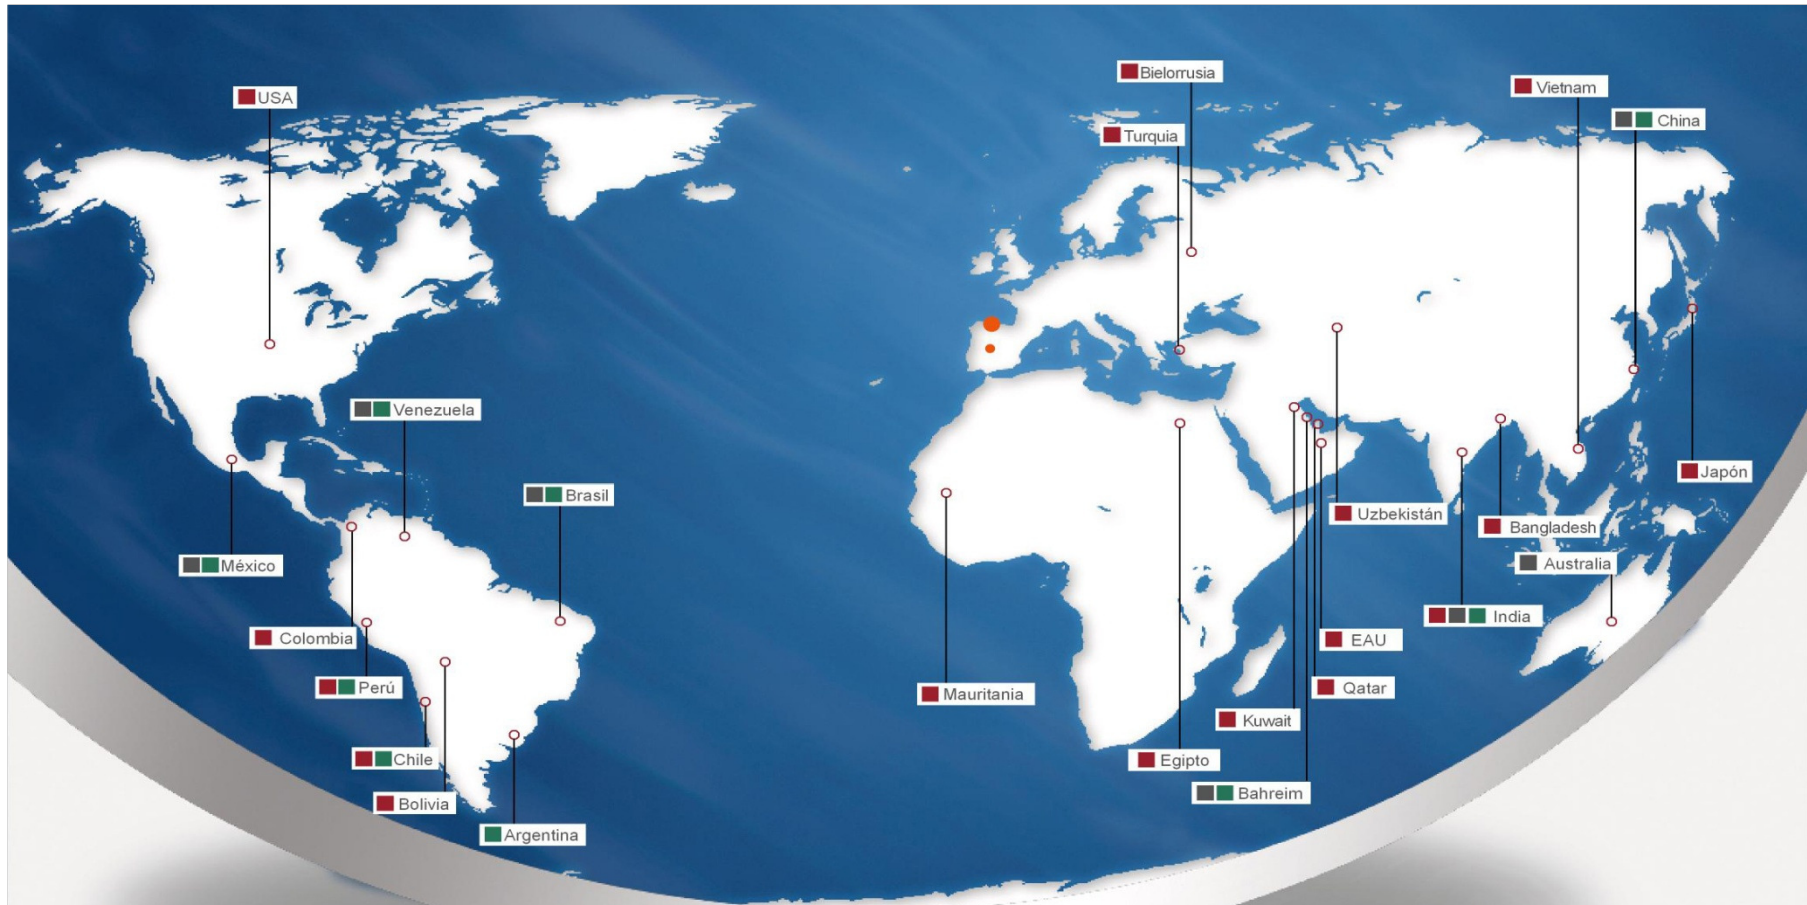 Bielorrusia
Vietnam
USA
China
Turquia
Venezuela
Japón
Brasil
Uzbekistán
Bangladesh
México
Australia
India
Colombia
EAU
Perú
Qatar
Mauritania
Kuwait
Chile
Egipto
Bahreim
Bolivia
Argentina